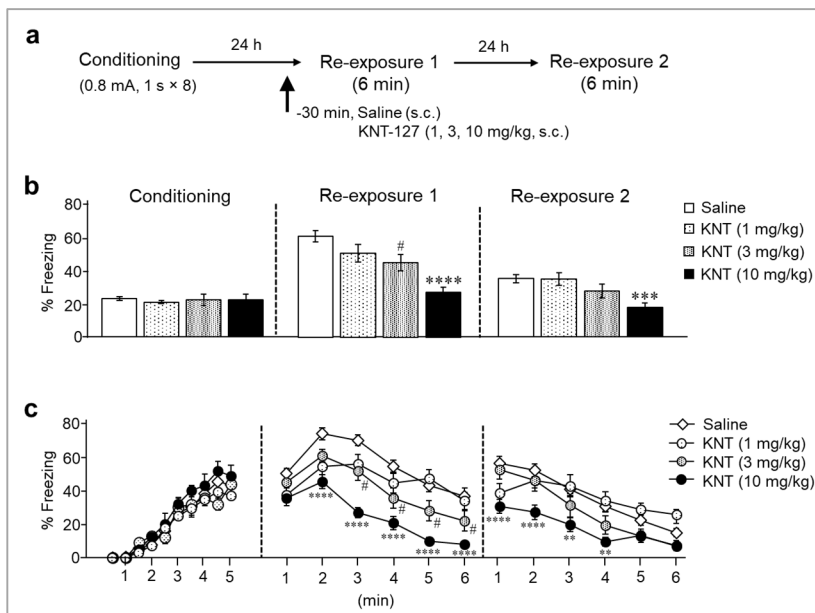 a
24 h
24 h
Conditioning
Re-exposure 1
Re-exposure 2
(0.8 mA, 1 s × 8)
(6 min)
(6 min)
-30 min, Saline (s.c.)
KNT-127 (1, 3, 10 mg/kg, s.c.)
b
Conditioning
Re-exposure 1
Re-exposure 2
80
60
40
20
0
% Freezing
#
****
***
Saline
KNT (1 mg/kg)
KNT (3 mg/kg)
KNT (10 mg/kg)
c
80
60
40
20
0
% Freezing
# # # #
**** **** **** **** ****
**** **** ** **
Saline
KNT (1 mg/kg)
KNT (3 mg/kg)
KNT (10 mg/kg)
1 2 3 4 5
1 2 3 4 5 6
1 2 3 4 5 6
(min)